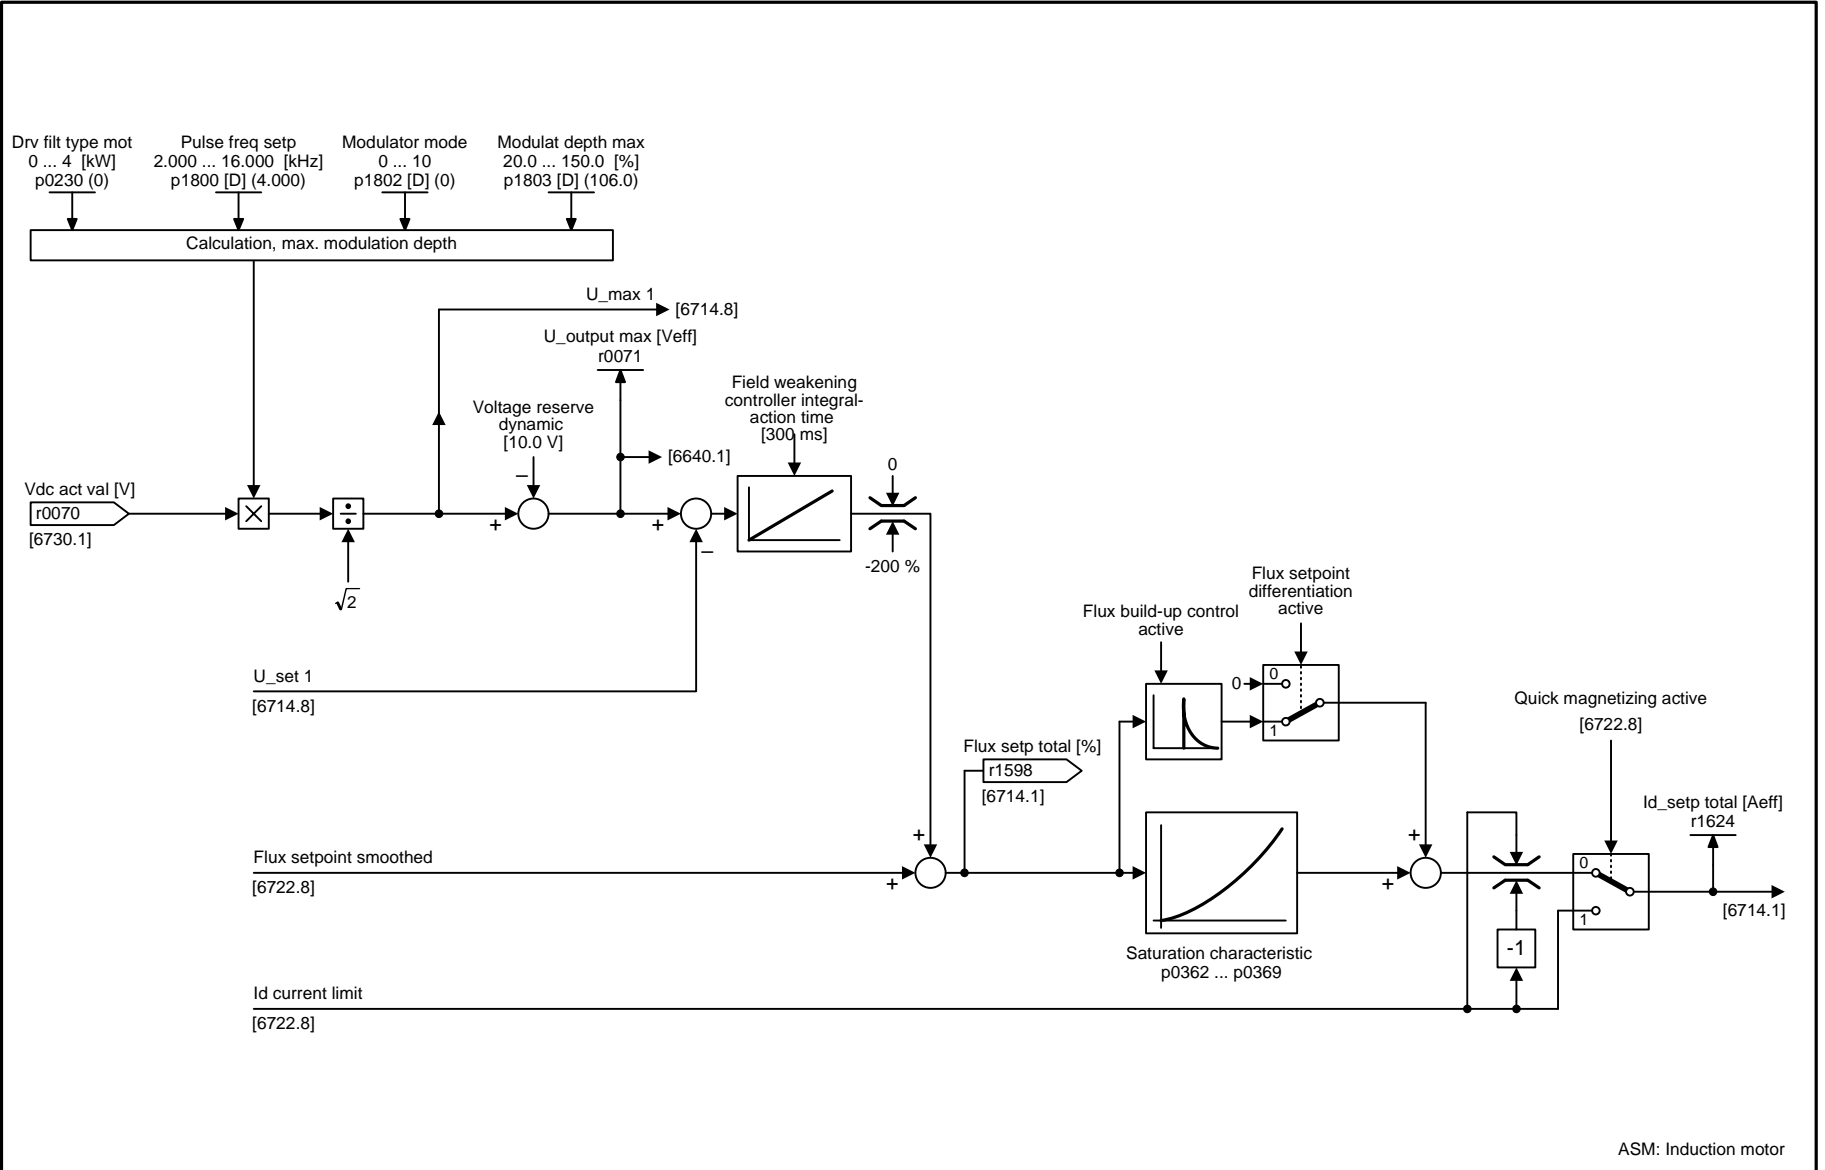 Drv filt type mot
0 ... 4 [kW]
p0230 (0)
Pulse freq setp
2.000 ... 16.000 [kHz]
p1800 [D] (4.000)
Modulator mode
0 ... 10
p1802 [D] (0)
Modulat depth max
20.0 ... 150.0 [%]
p1803 [D] (106.0)
Calculation, max. modulation depth
U_max 1
[6714.8]
U_output max [Veff]
r0071
Field weakening
controller integral-
action time
[300 ms]
Voltage reserve
dynamic
[10.0 V]
–
[6640.1]
0
Vdc act val [V]
r0070
[6730.1]
×
÷
+
+
–
-200 %
√2
Flux setpoint
differentiation
active
Flux build-up control
active
U_set 1
[6714.8]
0
0
1
Quick magnetizing active
[6722.8]
Flux setp total [%]
r1598
[6714.1]
Id_setp total [Aeff]
r1624
+
+
Flux setpoint smoothed
[6722.8]
+
+
0
1
[6714.1]
-1
Saturation characteristic
p0362 ... p0369
Id current limit
[6722.8]
ASM: Induction motor